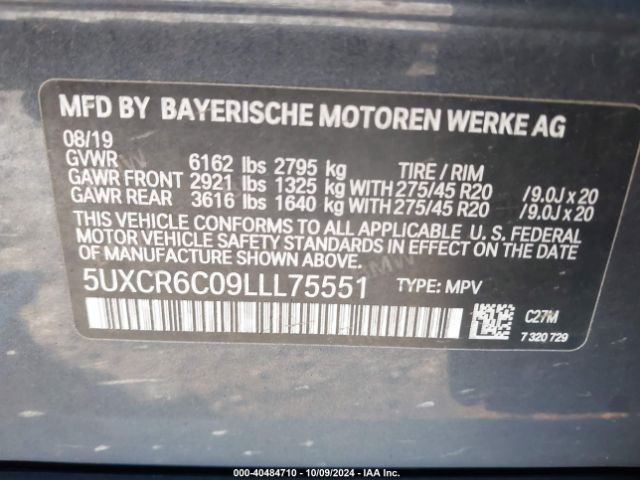 MFD BY BAYERISCHE MOTOREN WERKE AG
08/19
GVWR 6162 lbs 2795 kg TIRE / RIM
GAWR FRONT 2921 lbs 1325 kg WITH 275/45 R20 /9.0J x 20
GAWR REAR 3616 lbs 1640 kg WITH 275/45 R20 /9.0J x 20
THIS VEHICLE CONFORMS TO ALL APPLICABLE U. S. FEDERAL
MOTOR VEHICLE SAFETY STANDARDS IN EFFECT ON THE DATE
OF MANUFACTURE SHOWN ABOVE.
5UXCR6C09LLL75551 TYPE: MPV
C27M
7 320 729
© (Stock#) - 40484710 - 10/09/2024 - IAA Inc.